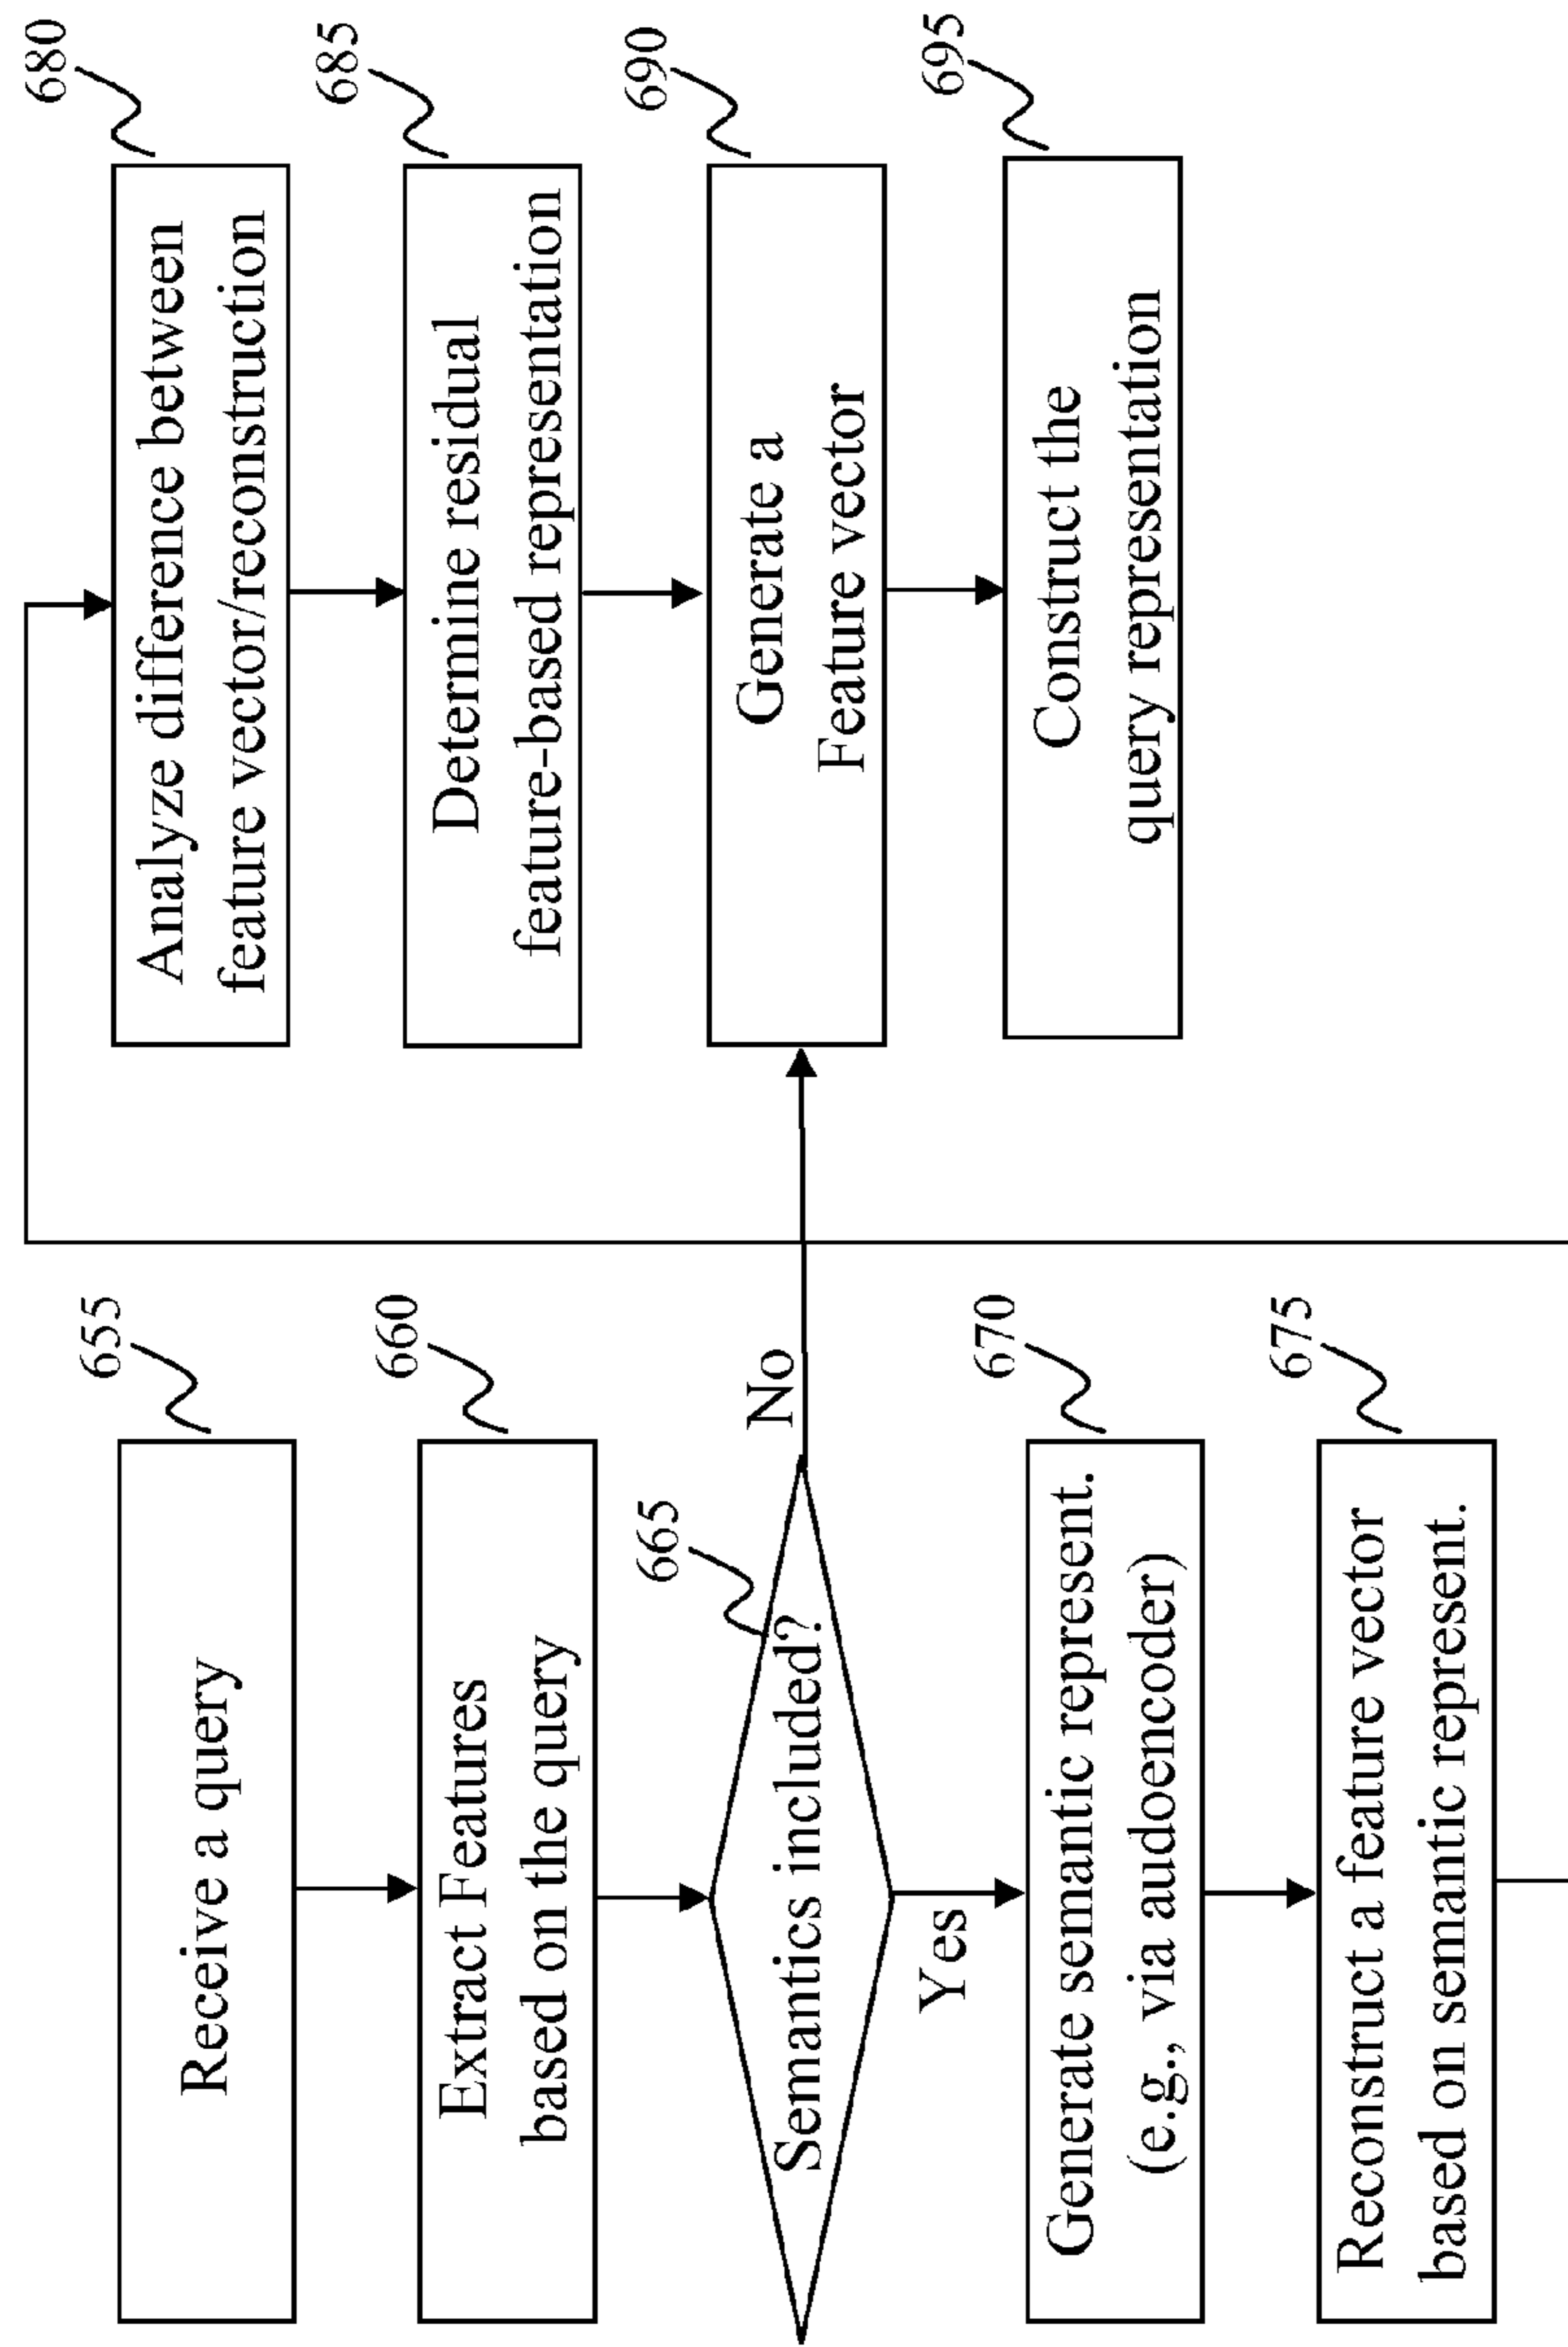 655
Receive a query
660
Extract Features
based on the query
665
Semantics included?
No
Yes
670
Generate semantic represent.
(e.g., via audoencoder)
675
Reconstruct a feature vector
based on semantic represent.
680
Analyze difference between
feature vector/reconstruction
685
Determine residual
feature-based representation
690
Generate a
Feature vector
695
Construct the
query representation